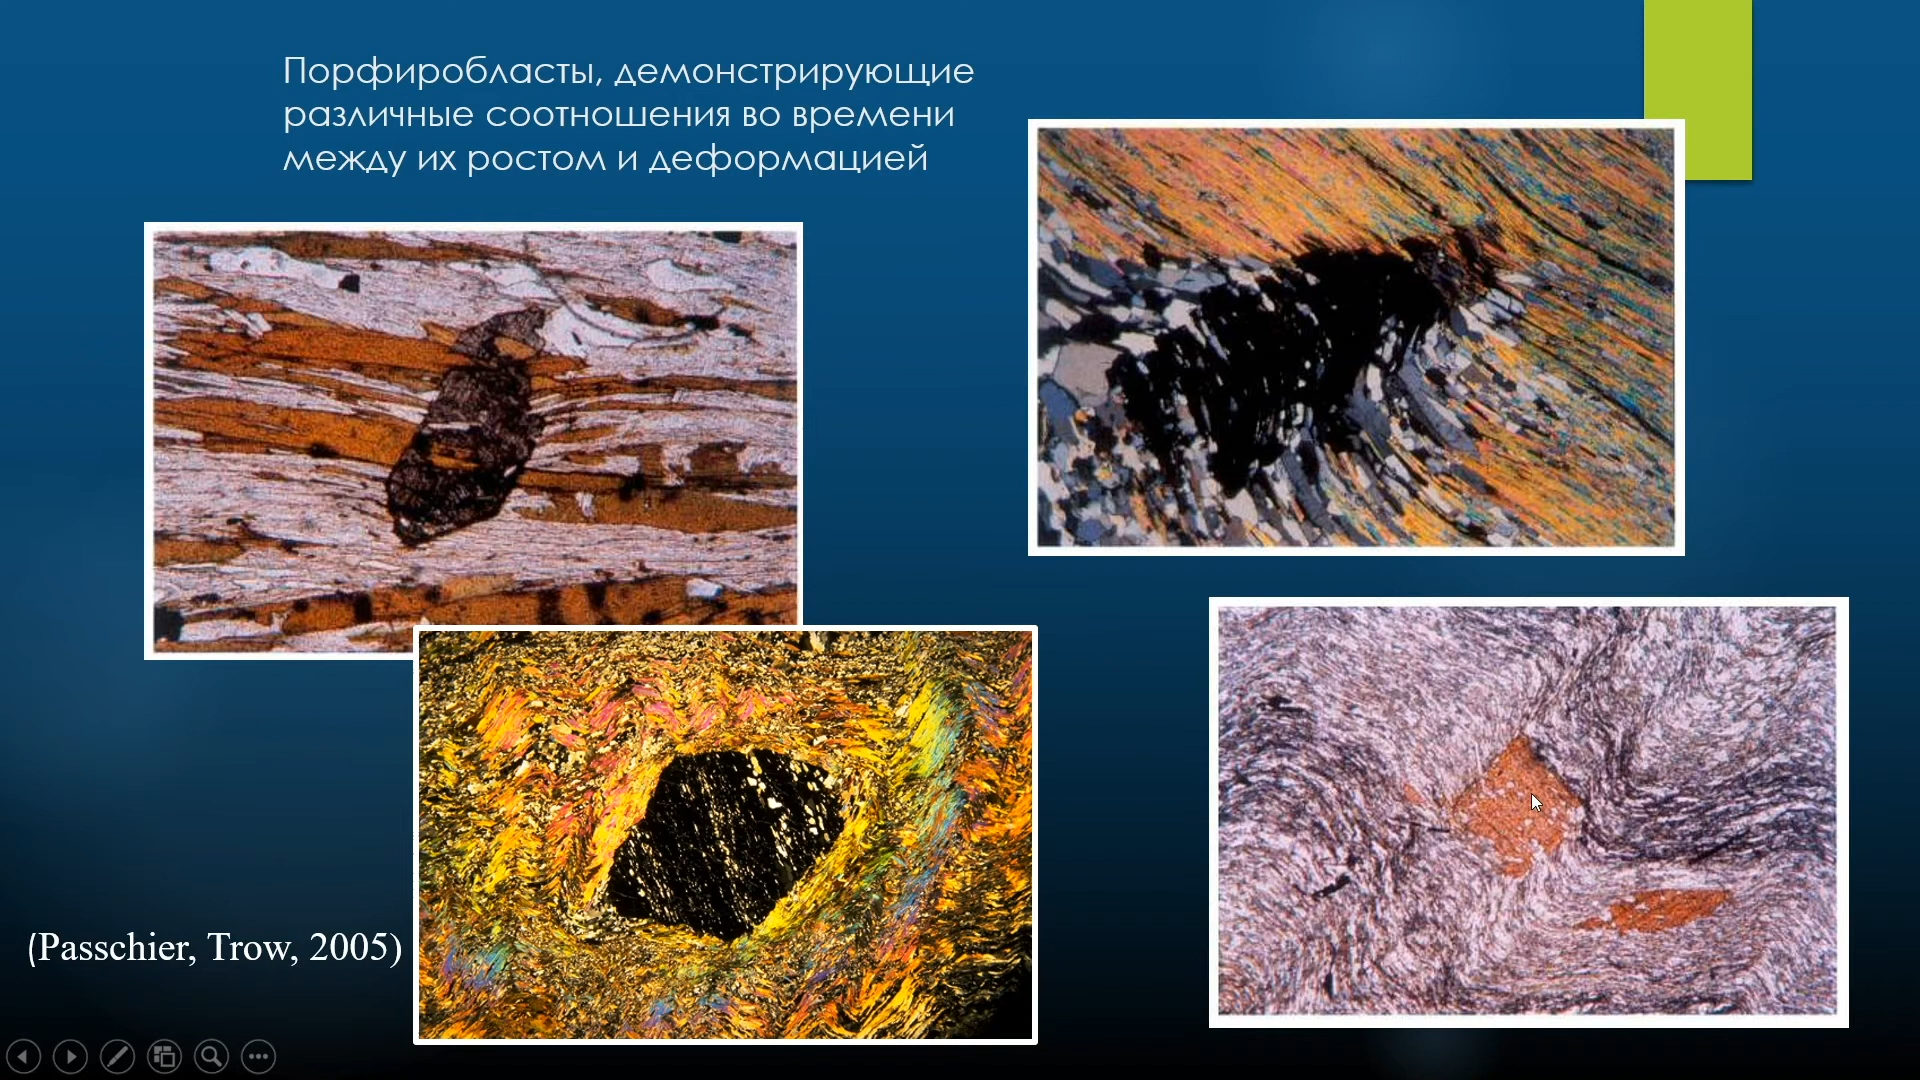 Порфиробласты, демонстрирующие
различные соотношения во времени
между их ростом и деформацией
(Passchier, Trow, 2005)